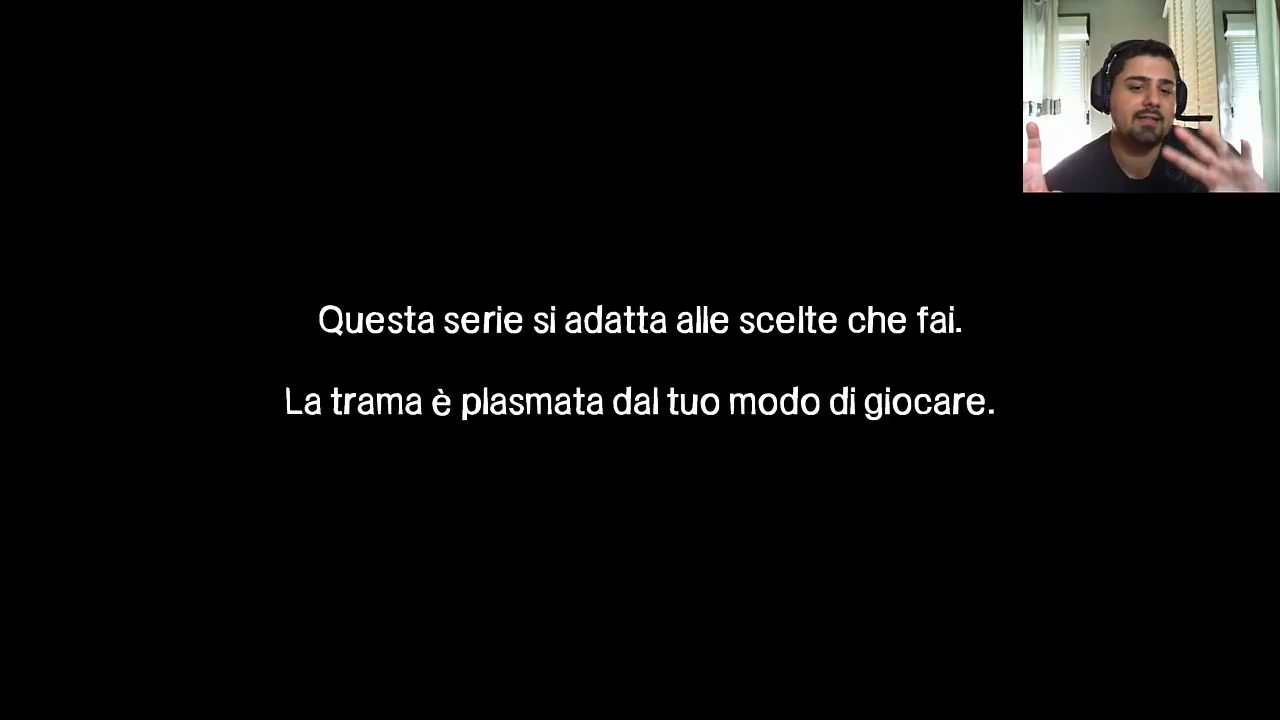 Questa serie si adatta alle scelte che fai.
La trama è plasmata dal tuo modo di giocare.